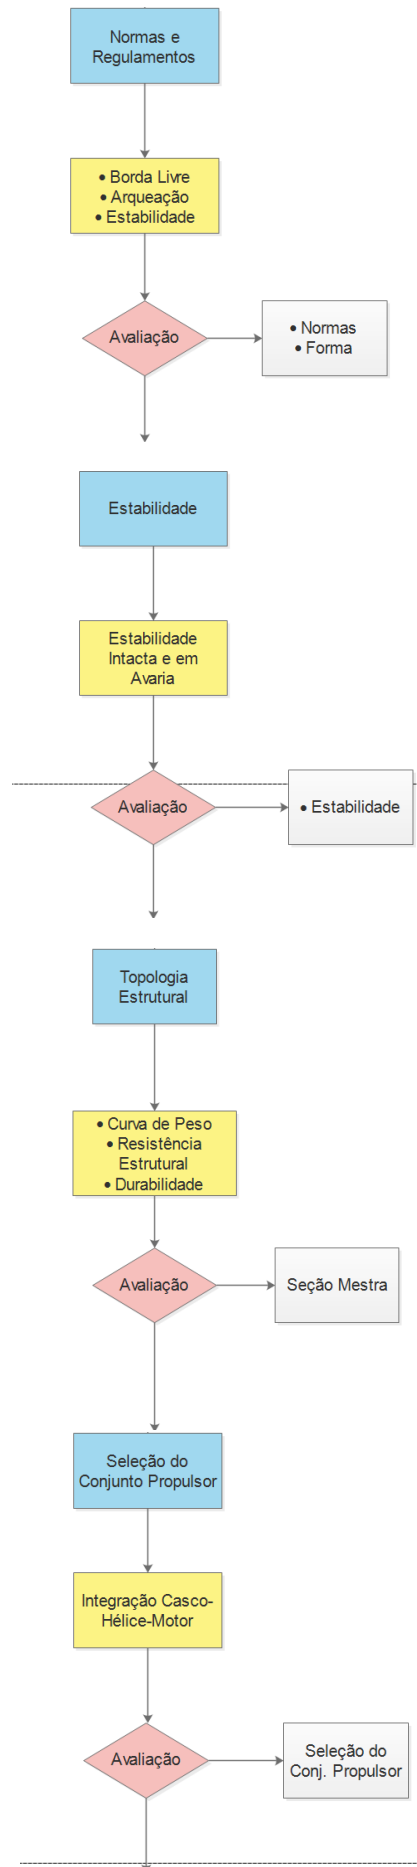 Normas e
Regulamentos
• Borda Livre
• Arqueação
• Estabilidade
Avaliação
• Normas
• Forma
Estabilidade
Estabilidade
Intacta e em
Avaria
Avaliação
• Estabilidade
Topologia
Estrutural
• Curva de Peso
• Resistência
Estrutural
• Durabilidade
Avaliação
Seção Mestra
Seleção do
Conjunto Propulsor
Integração Casco-
Hélice-Motor
Avaliação
Seleção do
Conj. Propulsor